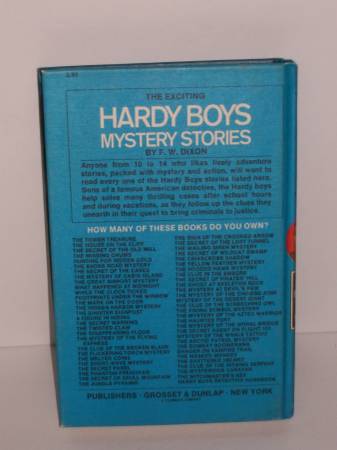 THE EXCITING
HARDY BOYS
MYSTERY STORIES
BY F. W. DIXON
Anyone from 10 to 14 who likes lively adventure
stories, packed with mystery and action, will want to
read every one of the Hardy Boys stories listed here.
Sons of a famous American detective, the Hardy boys
help solve many thrilling cases after school hours
and during vacations, as they follow up the clues they
unearth in their quest to bring criminals to justice.
HOW MANY OF THESE BOOKS DO YOU OWN?
THE TOWER TREASURE
THE HOUSE ON THE CLIFF
THE SECRET OF THE OLD MILL
THE MISSING CHUMS
HUNTING FOR HIDDEN GOLD
THE SHORE ROAD MYSTERY
THE SECRET OF THE CAVES
THE MYSTERY OF CABIN ISLAND
THE GREAT AIRPORT MYSTERY
WHAT HAPPENED AT MIDNIGHT
WHILE THE CLOCK TICKED
FOOTPRINTS UNDER THE WINDOW
THE MARK ON THE DOOR
THE HIDDEN HARBOR MYSTERY
THE SINISTER SIGNPOST
A FIGURE IN HIDING
THE SECRET WARNING
THE TWISTED CLAW
THE DISAPPEARING FLOOR
MYSTERY OF THE FLYING
EXPRESS
THE CLUE OF THE BROKEN BLADE
THE FLICKERING TORCH MYSTERY
THE MELTED COINS
THE SHORT-WAVE MYSTERY
THE SECRET PANEL
THE PHANTOM FREIGHTER
THE SECRET OF SKULL MOUNTAIN
THE JUNGLE PYRAMID
THE SIGN OF THE CROOKED ARROW
THE SECRET OF THE LOST TUNNEL
THE WAILING SIREN MYSTERY
THE SECRET OF WILDCAT SWAMP
THE YELLOW FEATHER MYSTERY
THE HOODED HAWK MYSTERY
THE CLUE IN THE EMBERS
THE SECRET OF PIRATES' HILL
THE GHOST AT SKELETON ROCK
MYSTERY AT DEVIL'S PAW
THE MYSTERY OF THE CHINESE JUNK
MYSTERY OF THE DESERT GIANT
THE CLUE OF THE SCREECHING OWL
THE VIKING SYMBOL MYSTERY
THE MYSTERY OF THE AZTEC WARRIOR
THE HAUNTED FORT
THE MYSTERY OF THE SPIRAL BRIDGE
THE SECRET AGENT ON FLIGHT 101
MYSTERY OF THE WHALE TATTOO
THE ARCTIC PATROL MYSTERY
THE BOMBAY BOOMERANG
DANGER ON VAMPIRE TRAIL
THE MASKED MONKEY
THE SHATTERED HELMET
THE CLUE OF THE HISSING SERPENT
THE MYSTERIOUS CARAVAN
THE WITCHMASTER'S KEY
HARDY BOYS DETECTIVE HANDBOOK
PUBLISHERS · GROSSET & DUNLAP · NEW YORK